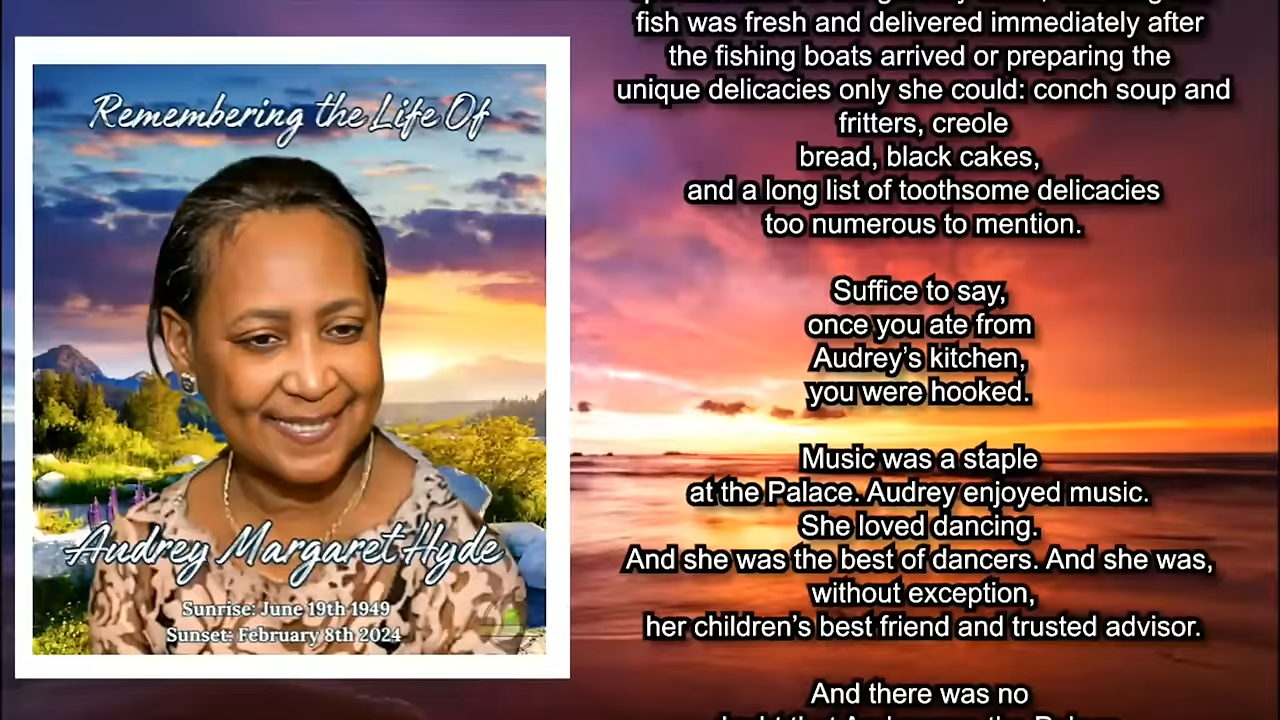 Remembering the Life Of
Audrey Margaret Hyde
Sunrise: June 19th 1949
Sunset: February 8th 2024
fish was fresh and delivered immediately after
the fishing boats arrived or preparing the
unique delicacies only she could: conch soup and
fritters, creole
bread, black cakes,
and a long list of toothsome delicacies
too numerous to mention.
Suffice to say,
once you ate from
Audrey’s kitchen,
you were hooked.
Music was a staple
at the Palace. Audrey enjoyed music.
She loved dancing.
And she was the best of dancers. And she was,
without exception,
her children’s best friend and trusted advisor.
And there was no